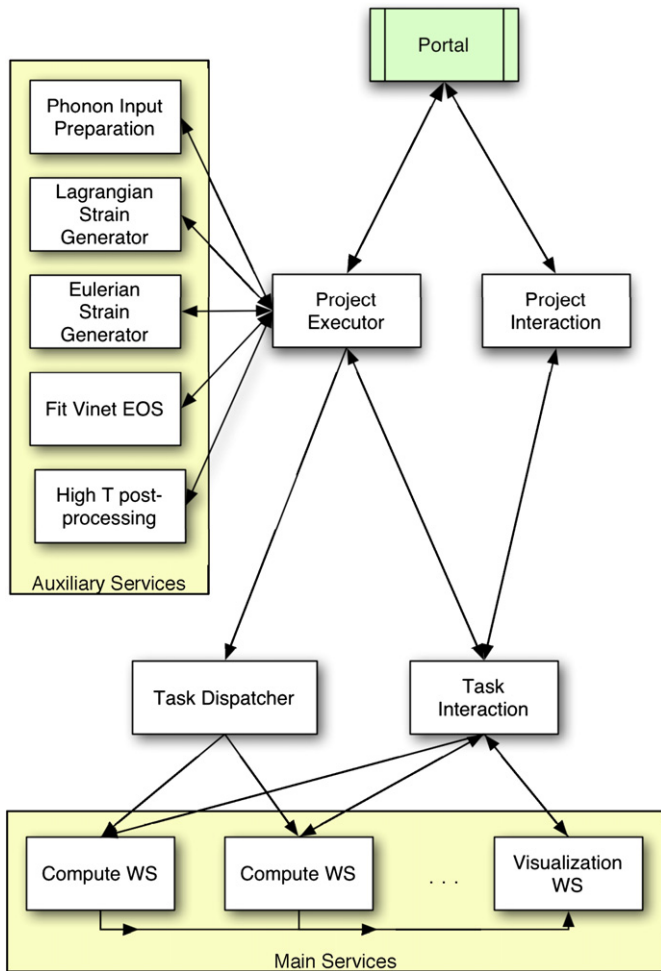 Portal
Phonon Input
Preparation
Lagrangian
Strain
Generator
Eulerian
Strain
Generator
Fit Vinet EOS
High T post-
processing
Auxiliary Services
Project
Executor
Project
Interaction
Task Dispatcher
Task
Interaction
Compute WS
Compute WS
. . .
Visualization
WS
Main Services